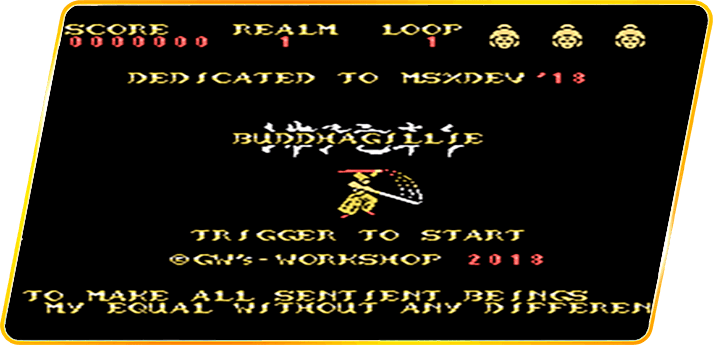 SCORE REALM LOOP
0000000 1 1
DEDICATED TO MSXDEV '13
BUDDHAGILLIE
TRIGGER TO START
©GW's-WORKSHOP 2013
TO MAKE ALL SENTIENT BEINGS
MY EQUAL WITHOUT ANY DIFFEREN